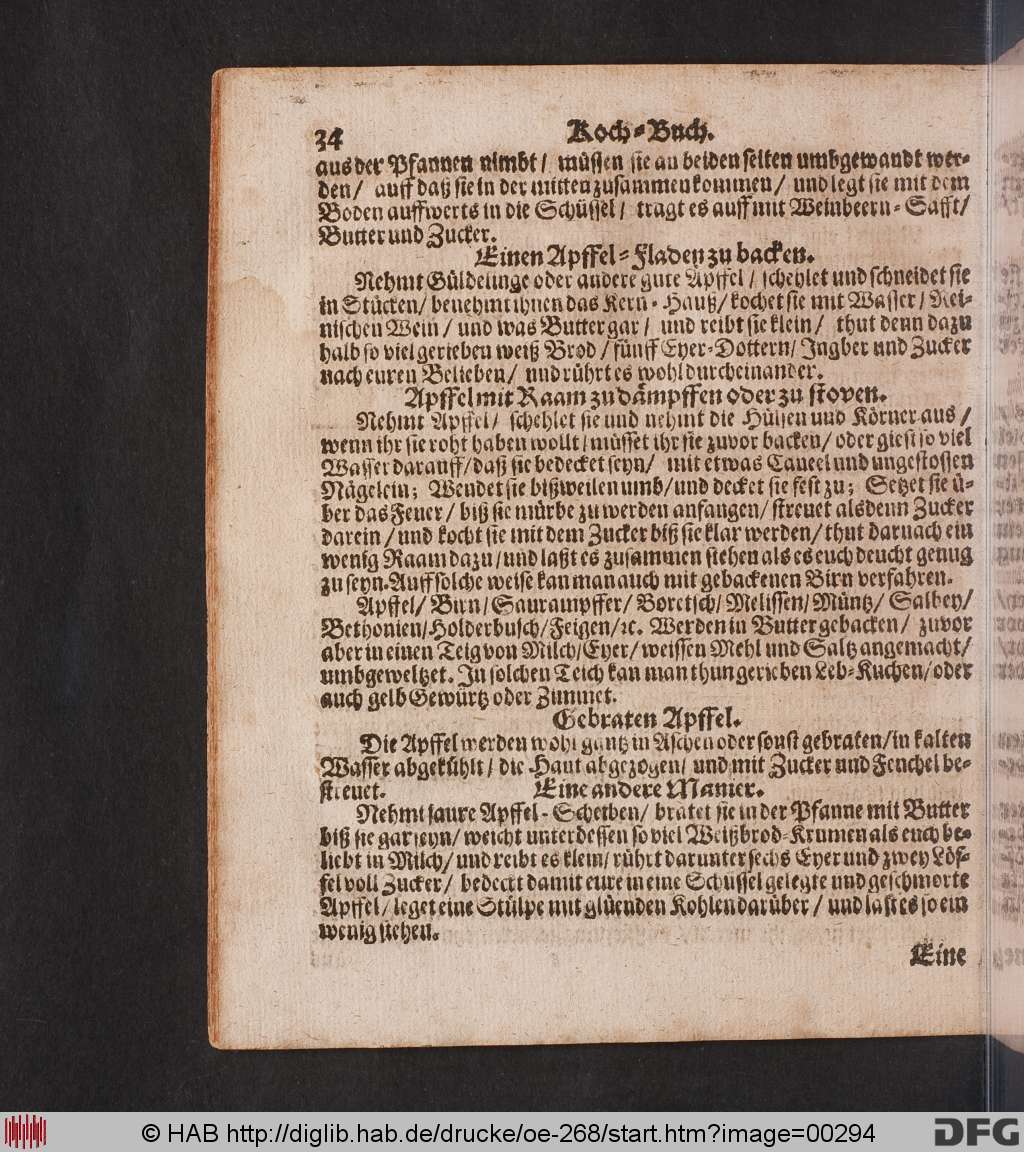 34 Koch-Buch.
aus der Pfannen nimbt / müssen sie an beiden seiten umbgewandt wer-
den / auff daß sie in der mitten zusammen kommen / und legt sie mit dem
Boden auffwerts in die Schüssel / tragt es auff mit Weinbeern-Safft /
Butter und Zucker.
Einen Apffel-Fladen zu backen.
Nehmt Güldelinge oder andere gute Apffel / schehlet und schneidet sie
in Stücken / benehmt ihnen das Kern-Hauß / kochet sie mit Wasser / Rei-
nischen Wein / und was Butter gar / und reibt sie klein / thut denn dazu
halb so viel gerieben weiß Brod / fünff Eyer-Dottern / Ingber und Zucker
nach euren Belieben / und rührt es wohl durcheinander.
Apffel mit Raam zu dämpffen oder zu stoven.
Nehmt Apffel / schehlet sie und nehmt die Hülsen und Körner aus /
wenn ihr sie roht haben wollt / müsset ihr sie zuvor backen / oder giest so viel
Wasser darauff / daß sie bedecket seyn / mit etwas Caneel und ungestossen
Nägelein; Wendet sie bißweilen umb / und decket sie fest zu; Setzet sie ü-
ber das Feuer / biß sie mürbe zu werden anfangen / streuet alsdenn Zucker
darein / und kocht sie mit dem Zucker biß sie klar werden / thut darnach ein
wenig Raam dazu / und laßt es zusammen stehen als es euch deucht genug
zu seyn. Auff solche weise kan man auch mit gebackenen Birn verfahren.
Apffel / Birn / Saurampffer / Boretsch / Melissen / Müntz / Salbey /
Bethonien / Holderbusch / Feigen / ꝛc. Werden in Butter gebacken / zuvor
aber in einen Teig von Milch / Eyer / weissen Mehl und Saltz angemacht /
umbgeweltzet. In solchen Teich kan man thun gerieben Leb-Kuchen / oder
auch gelb Gewürtz oder Zimmet.
Gebraten Apffel.
Die Apffel werden wohl gantz in Aschen oder sonst gebraten / in kalten
Wasser abgekühlt / die Haut abgezogen / und mit Zucker und Fenchel be-
streuet. Eine andere Manier.
Nehmt saure Apffel-Scheiben / bratet sie in der Pfanne mit Butter
biß sie gar seyn / weicht unterdessen so viel Weißbrod-Krumen als euch be-
liebt in Milch / und reibt es klein / rührt darunter sechs Eyer und zwey Löf-
fel voll Zucker / bedeckt damit eure in eine Schüssel gelegte und geschmorte
Apffel / leget eine Stülpe mit glüenden Kohlen darüber / und last es so ein
wenig stehen.
Eine
© HAB http://diglib.hab.de/drucke/oe-268/start.htm?image=00294
DFG